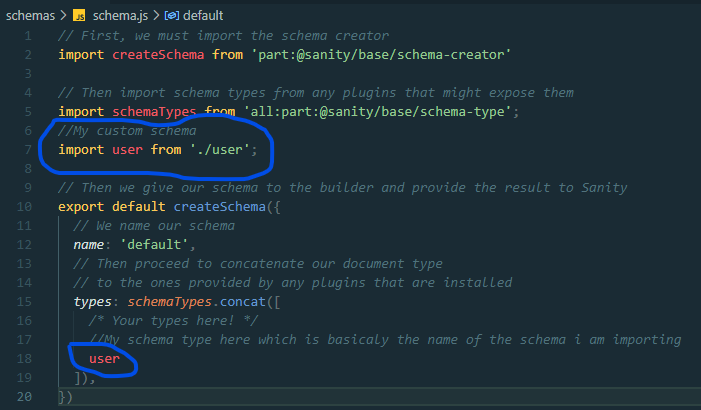 schemas > JS schema.js > default
1 // First, we must import the schema creator
2 import createSchema from 'part:@sanity/base/schema-creator'
3
4 // Then import schema types from any plugins that might expose them
5 import schemaTypes from 'all:part:@sanity/base/schema-type';
6 //My custom schema
7 import user from './user';
8
9 // Then we give our schema to the builder and provide the result to Sanity
10 export default createSchema({
11 // We name our schema
12 name: 'default',
13 // Then proceed to concatenate our document type
14 // to the ones provided by any plugins that are installed
15 types: schemaTypes.concat([
16 /* Your types here! */
17 //My schema type here which is basicaly the name of the schema i am importing
18 user
19 ]),
20 })